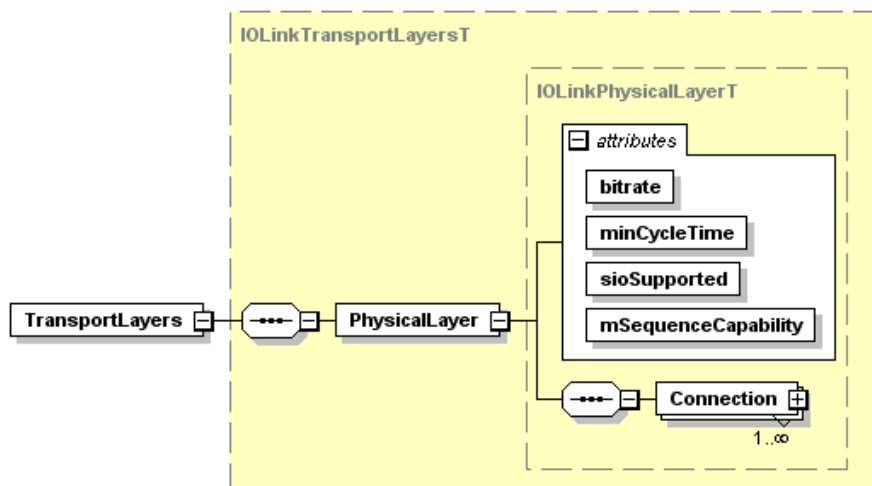 IOLinkTransportLayersT
IOLinkPhysicalLayerT
attributes
bitrate
minCycleTime
sioSupported
mSequenceCapability
TransportLayers
PhysicalLayer
Connection
1..∞